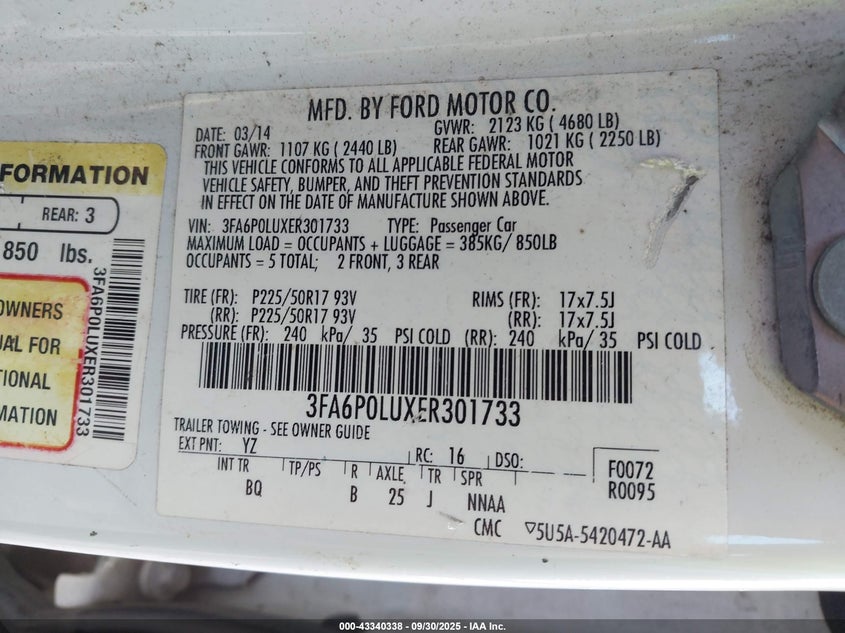 MFD. BY FORD MOTOR CO.
DATE: 03/14 GVWR: 2123 KG ( 4680 LB)
FRONT GAWR: 1107 KG ( 2440 LB) REAR GAWR: 1021 KG ( 2250 LB)
THIS VEHICLE CONFORMS TO ALL APPLICABLE FEDERAL MOTOR
VEHICLE SAFETY, BUMPER, AND THEFT PREVENTION STANDARDS
IN EFFECT ON THE DATE OF MANUFACTURE SHOWN ABOVE.
VIN: 3FA6P0LUXER301733 TYPE: Passenger Car
MAXIMUM LOAD = OCCUPANTS + LUGGAGE = 385KG/ 850LB
OCCUPANTS = 5 TOTAL; 2 FRONT, 3 REAR
TIRE (FR): P225/50R17 93V RIMS (FR): 17x7.5J
(RR): P225/50R17 93V (RR): 17x7.5J
PRESSURE (FR): 240 kPa/ 35 PSI COLD (RR): 240 kPa/ 35 PSI COLD
3FA6P0LUXER301733
TRAILER TOWING - SEE OWNER GUIDE
EXT PNT: YZ RC: 16 DSO:
INT TR TP/PS R AXLE TR SPR
BQ B 25 J NNAA
F0072
R0095
CMC ▽5U5A-5420472-AA
FORMATION
REAR: 3
850 lbs.
OWNERS
UAL FOR
TIONAL
MATION
3FA6P0LUXER301733
000-43340338 - 09/30/2025 - IAA Inc.